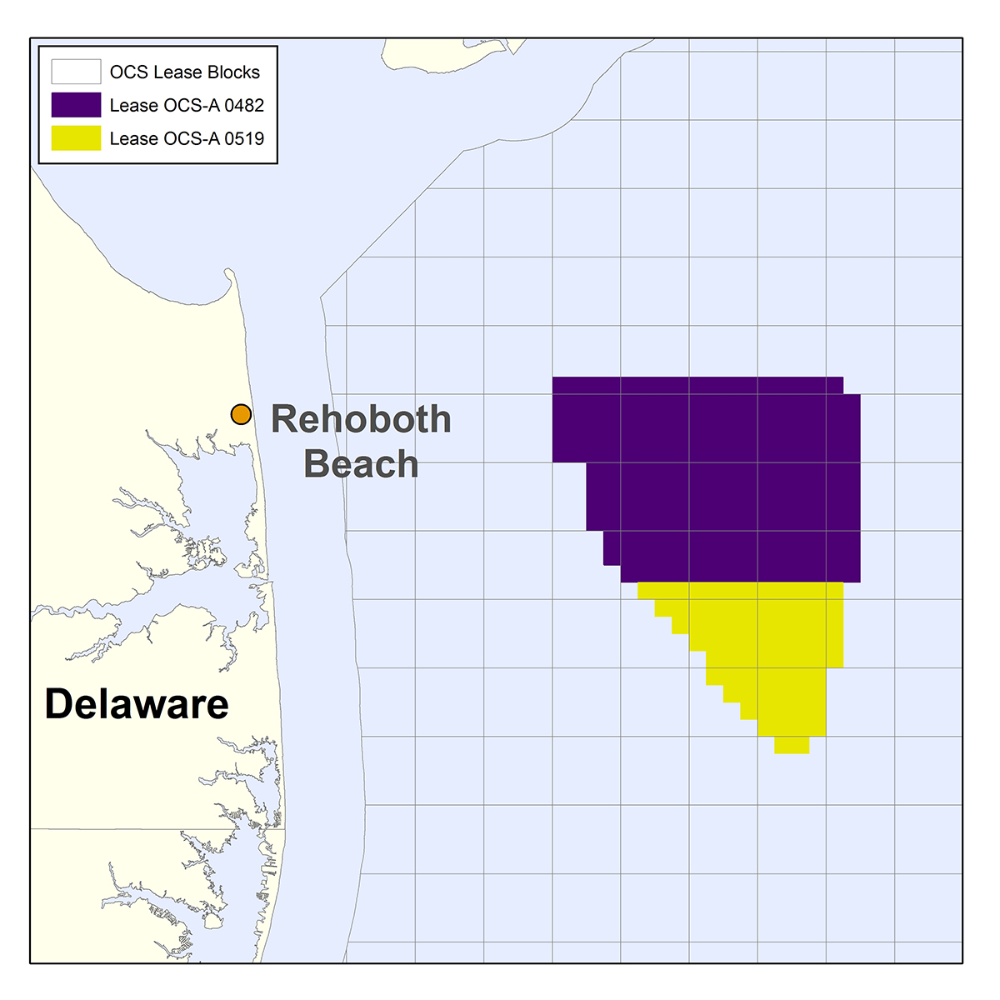 OCS Lease Blocks
Lease OCS-A 0482
Lease OCS-A 0519
Rehoboth
Beach
Delaware